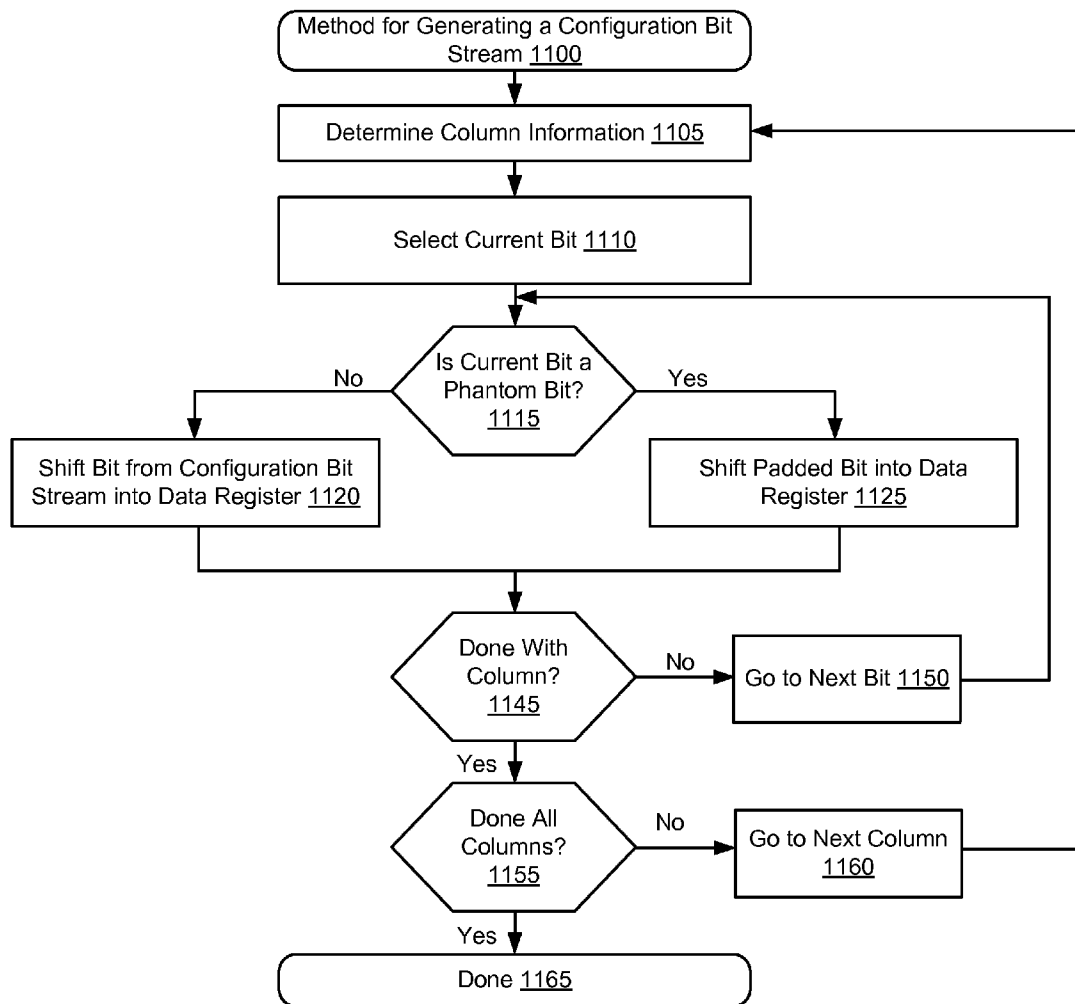 Method for Generating a Configuration Bit
Stream 1100
Determine Column Information 1105
Select Current Bit 1110
Is Current Bit a
Phantom Bit?
1115
No
Yes
Shift Bit from Configuration Bit
Stream into Data Register 1120
Shift Padded Bit into Data
Register 1125
Done With
Column?
1145
No
Go to Next Bit 1150
Yes
Done All
Columns?
1155
No
Go to Next Column
1160
Yes
Done 1165